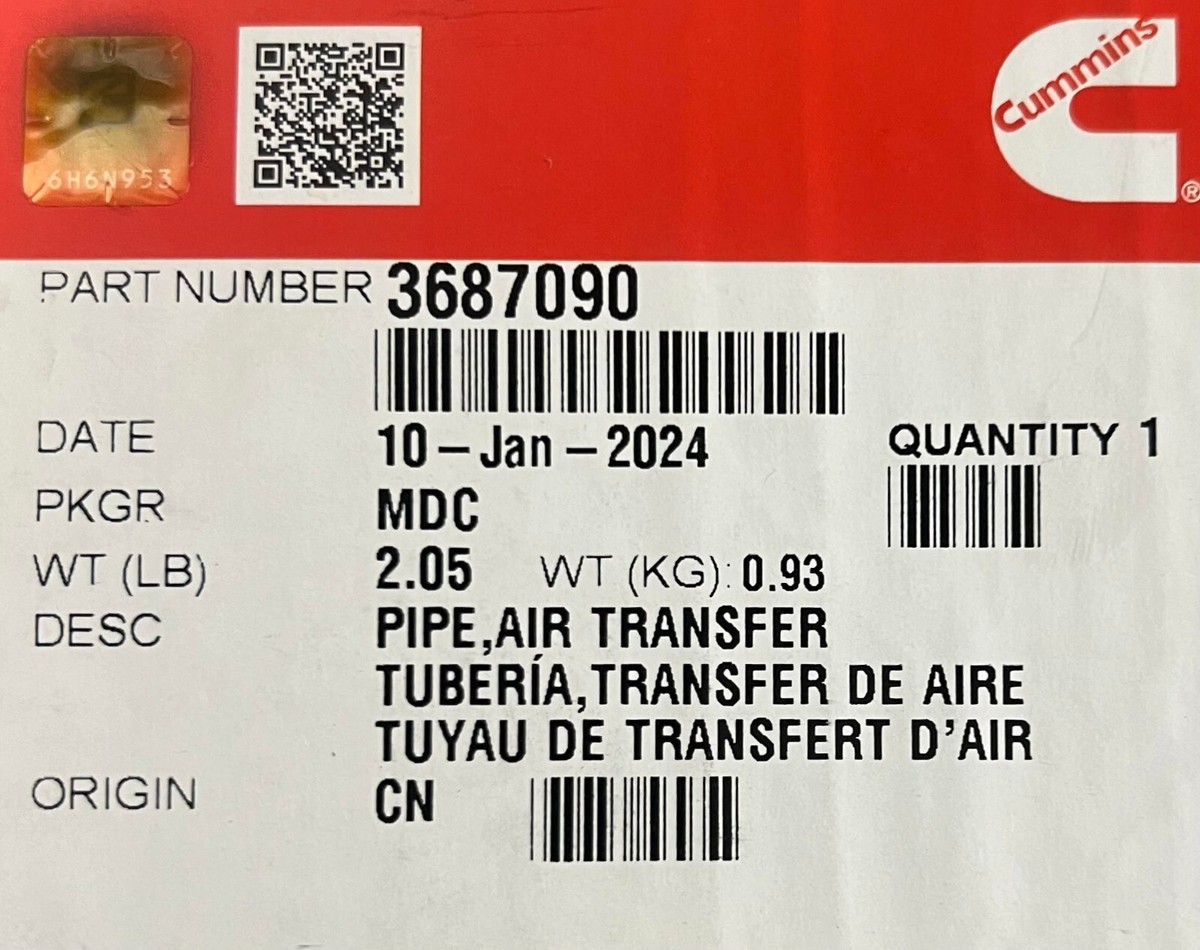 Cummins
®
6H6N953
PART NUMBER 3687090
DATE 10-Jan-2024
QUANTITY 1
PKGR MDC
WT (LB) 2.05 WT (KG): 0.93
DESC PIPE,AIR TRANSFER
TUBERÍA,TRANSFER DE AIRE
TUYAU DE TRANSFERT D'AIR
ORIGIN CN